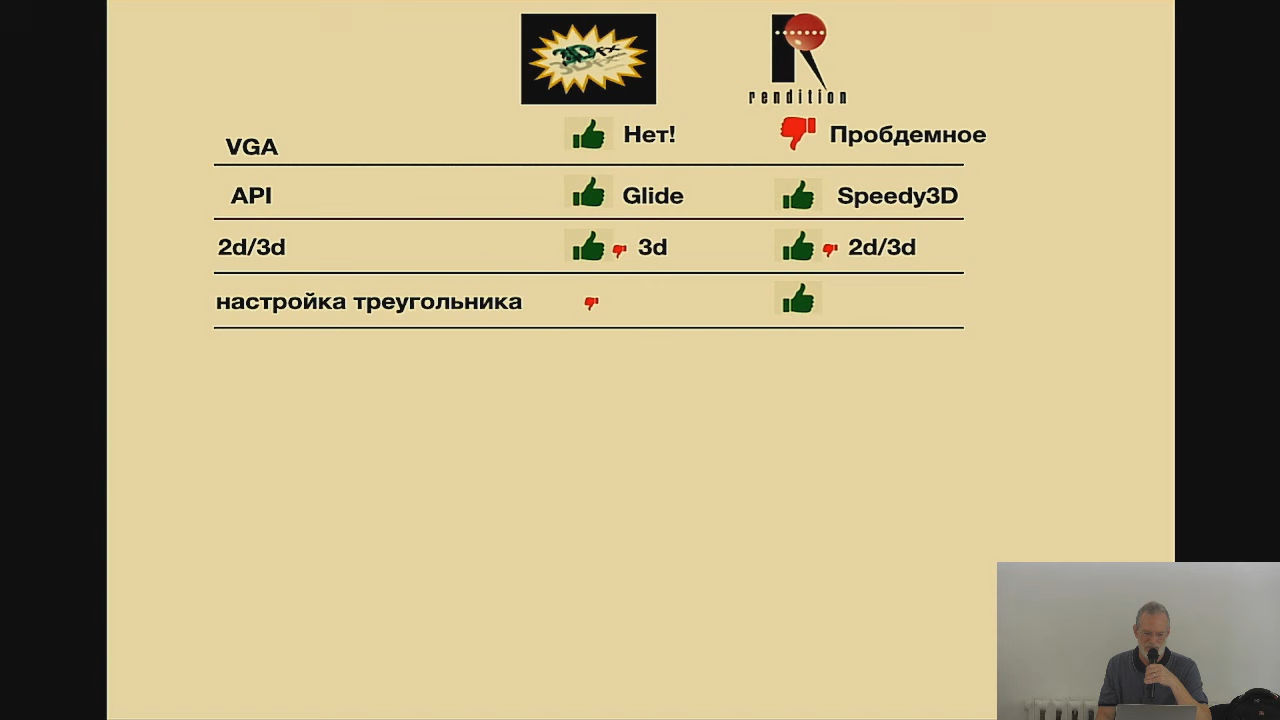 3Dfx
rendition
VGA Нет! Пробдемное
API Glide Speedy3D
2d/3d 3d 2d/3d
настройка треугольника